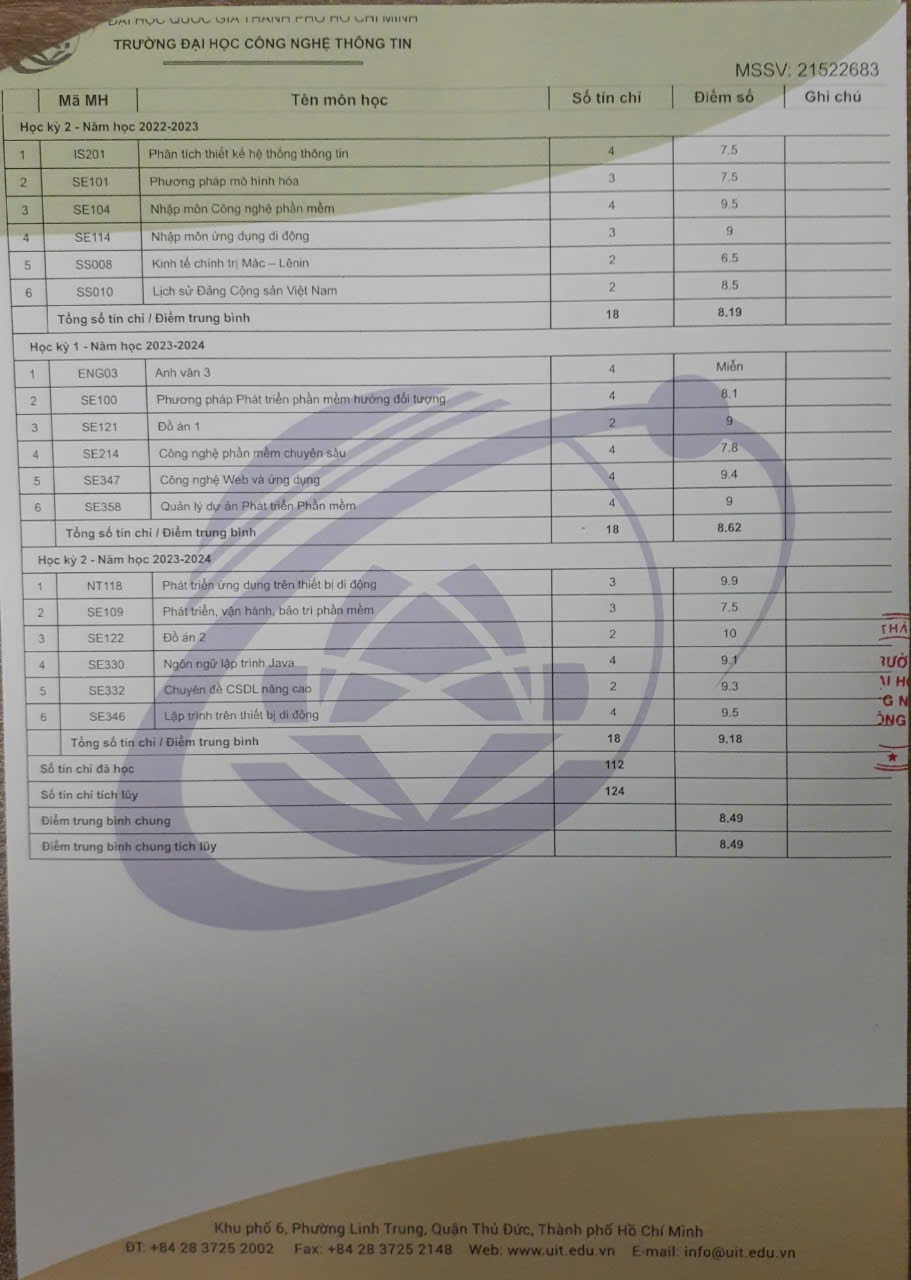 ĐẠI HỌC QUỐC GIA THÀNH PHỐ HỒ CHÍ MINH
TRƯỜNG ĐẠI HỌC CÔNG NGHỆ THÔNG TIN
MSSV: 21522683
Mã MH Tên môn học Số tín chỉ Điểm số Ghi chú
Học kỳ 2 - Năm học 2022-2023
1 IS201 Phân tích thiết kế hệ thống thông tin 4 7.5
2 SE101 Phương pháp mô hình hóa 3 7.5
3 SE104 Nhập môn Công nghệ phần mềm 4 9.5
4 SE114 Nhập môn ứng dụng di động 3 9
5 SS008 Kinh tế chính trị Mác – Lênin 2 6.5
6 SS010 Lịch sử Đảng Cộng sản Việt Nam 2 8.5
Tổng số tín chỉ / Điểm trung bình 18 8.19
Học kỳ 1 - Năm học 2023-2024
1 ENG03 Anh văn 3 4 Miễn
2 SE100 Phương pháp Phát triển phần mềm hướng đối tượng 4 8.1
3 SE121 Đồ án 1 2 9
4 SE214 Công nghệ phần mềm chuyên sâu 4 7.8
5 SE347 Công nghệ Web và ứng dụng 4 9.4
6 SE358 Quản lý dự án Phát triển Phần mềm 4 9
Tổng số tín chỉ / Điểm trung bình 18 8.62
Học kỳ 2 - Năm học 2023-2024
1 NT118 Phát triển ứng dụng trên thiết bị di động 3 9.9
2 SE109 Phát triển, vận hành, bảo trì phần mềm 3 7.5
3 SE122 Đồ án 2 2 10
4 SE330 Ngôn ngữ lập trình Java 4 9.1
5 SE332 Chuyên đề CSDL nâng cao 2 9.3
6 SE346 Lập trình trên thiết bị di động 4 9.5
Tổng số tín chỉ / Điểm trung bình 18 9.18
Số tín chỉ đã học 112
Số tín chỉ tích lũy 124
Điểm trung bình chung 8.49
Điểm trung bình chung tích lũy 8.49
Khu phố 6, Phường Linh Trung, Quận Thủ Đức, Thành phố Hồ Chí Minh
ĐT: +84 28 3725 2002 Fax: +84 28 3725 2148 Web: www.uit.edu.vn E-mail: info@uit.edu.vn